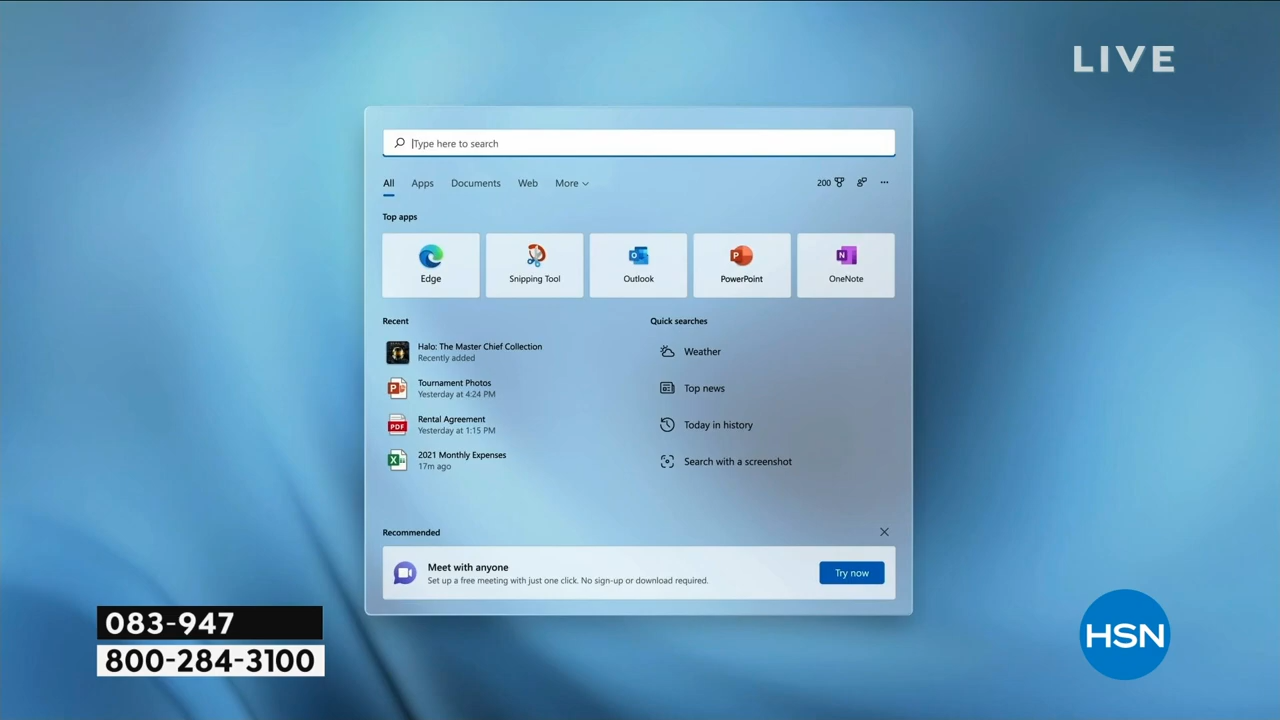 LIVE
Type here to search
All Apps Documents Web More
200
Top apps
Edge
Snipping Tool
Outlook
PowerPoint
OneNote
Recent
Halo: The Master Chief Collection
Recently added
Tournament Photos
Yesterday at 4:24 PM
Rental Agreement
Yesterday at 1:15 PM
2021 Monthly Expenses
17m ago
Quick searches
Weather
Top news
Today in history
Search with a screenshot
Recommended
Meet with anyone
Set up a free meeting with just one click. No sign-up or download required.
Try now
083-947
800-284-3100
HSN